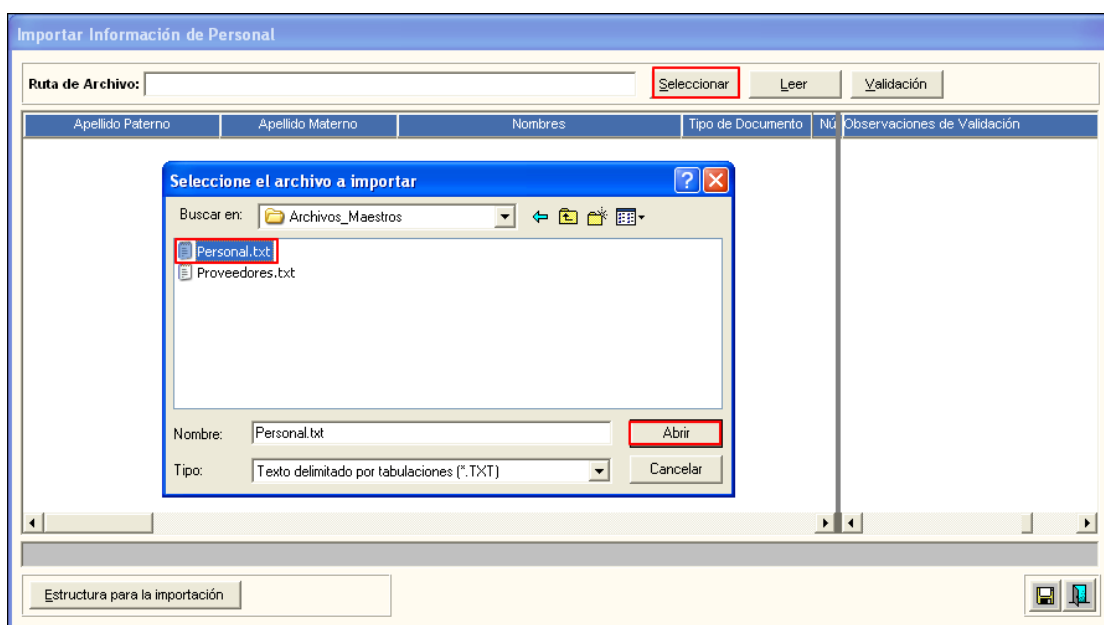 Importar Información de Personal
Ruta de Archivo: Seleccionar Leer Validación
Apellido Paterno Apellido Materno Nombres Tipo de Documento Nú Observaciones de Validación
Seleccione el archivo a importar
Buscar en: Archivos_Maestros
Personal.txt
Proveedores.txt
Nombre: Personal.txt Abrir
Tipo: Texto delimitado por tabulaciones (*.TXT) Cancelar
Estructura para la importación